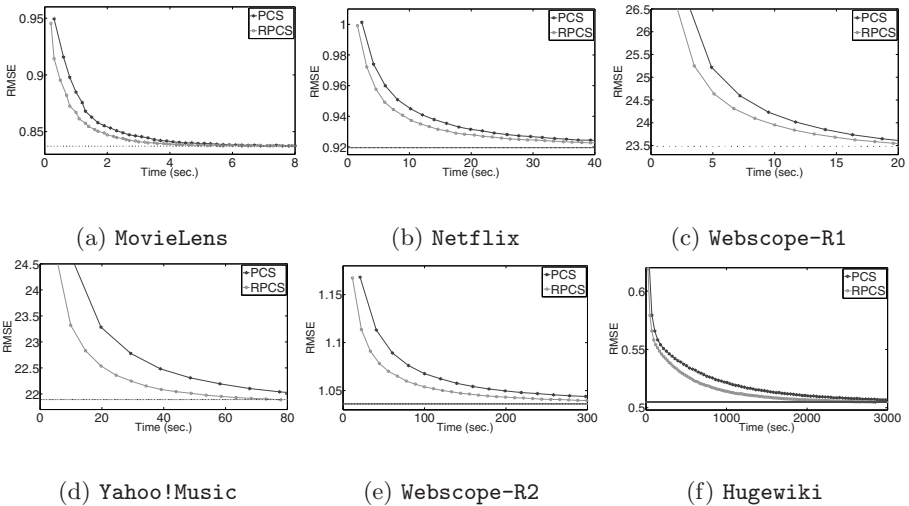 0.95
0.9
0.85
RMSE
PCS
RPCS
0 2 4 6 8
Time (sec.)
(a) MovieLens
1
0.98
0.96
0.94
0.92
RMSE
PCS
RPCS
0 10 20 30 40
Time (sec.)
(b) Netflix
26.5
26
25.5
25
24.5
24
23.5
RMSE
PCS
RPCS
0 5 10 15 20
Time (sec.)
(c) Webscope-R1
24.5
24
23.5
23
22.5
22
RMSE
PCS
RPCS
0 20 40 60 80
Time (sec.)
(d) Yahoo!Music
1.15
1.1
1.05
RMSE
PCS
RPCS
0 100 200 300
Time (sec.)
(e) Webscope-R2
0.6
0.55
0.5
RMSE
PCS
RPCS
0 1000 2000 3000
Time (sec.)
(f) Hugewiki